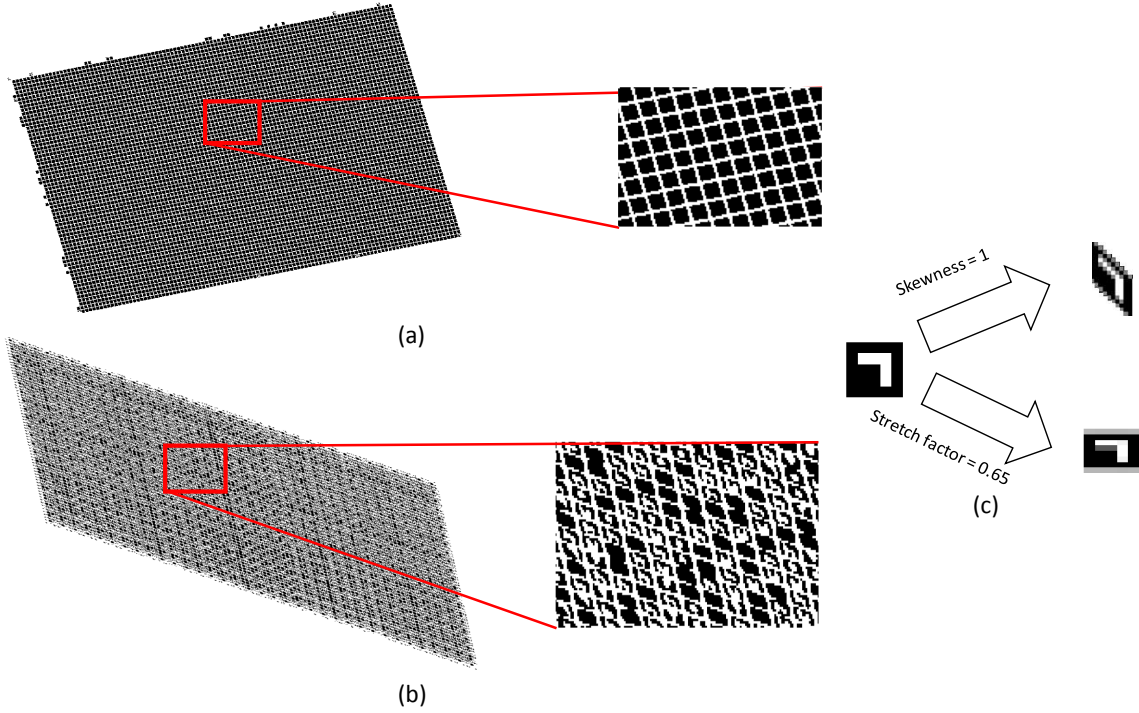 (a)
(b)
Skewness = 1
Stretch factor = 0.65
(c)